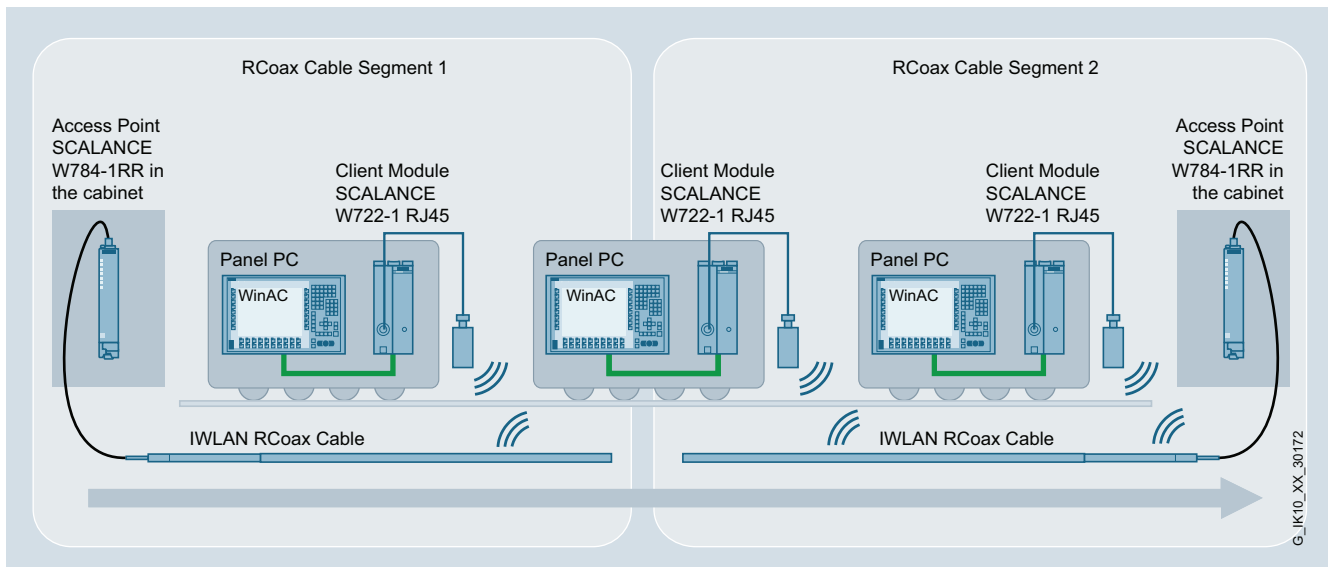 RCoax Cable Segment 1
RCoax Cable Segment 2
Access Point
SCALANCE
W784-1RR in
the cabinet
Client Module
SCALANCE
W722-1 RJ45
Client Module
SCALANCE
W722-1 RJ45
Client Module
SCALANCE
W722-1 RJ45
Access Point
SCALANCE
W784-1RR in
the cabinet
Panel PC
WinAC
Panel PC
WinAC
Panel PC
WinAC
IWLAN RCoax Cable
IWLAN RCoax Cable
G_IK10_XX_30172